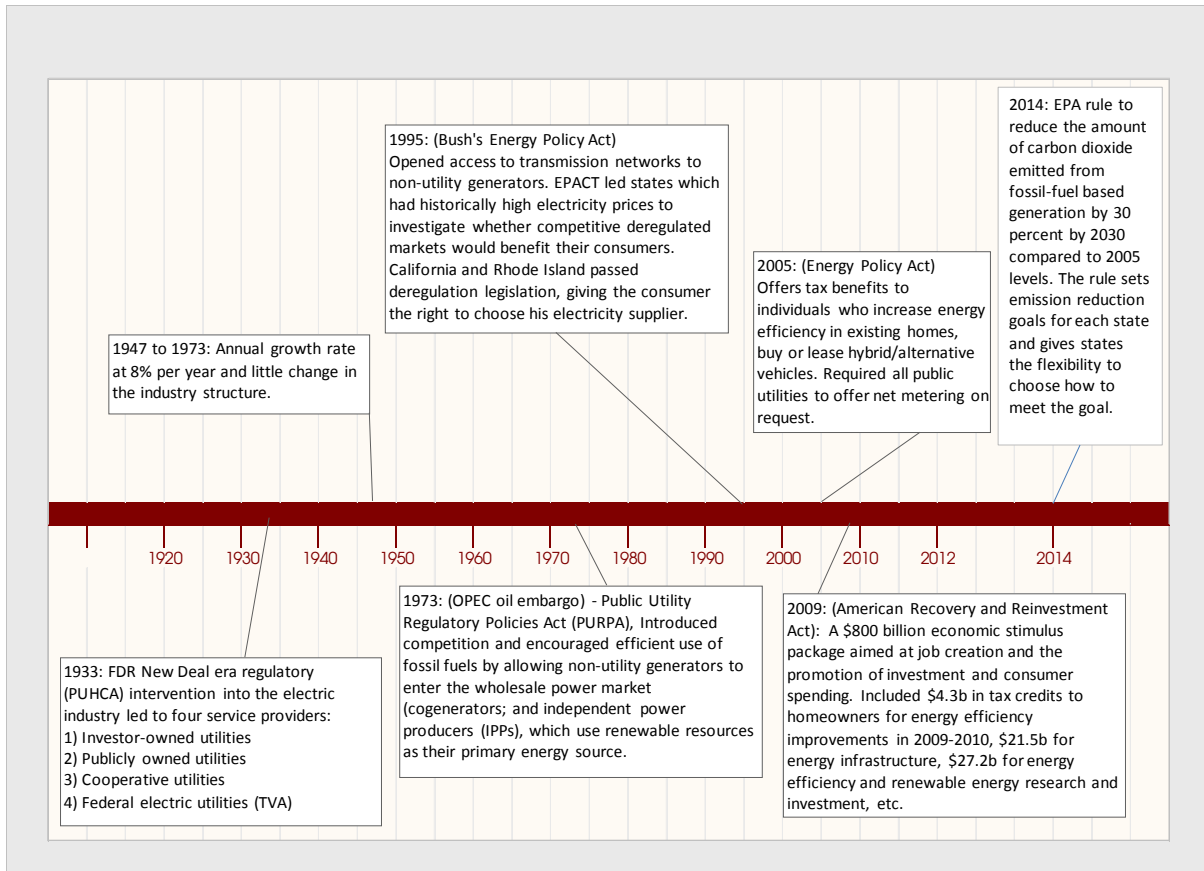 2014: EPA rule to
reduce the amount
of carbon dioxide
emitted from
fossil-fuel based
generation by 30
percent by 2030
compared to 2005
levels. The rule sets
emission reduction
goals for each state
and gives states
the flexibility to
choose how to
meet the goal.
1995: (Bush's Energy Policy Act)
Opened access to transmission networks to
non-utility generators. EPACT led states which
had historically high electricity prices to
investigate whether competitive deregulated
markets would benefit their consumers.
California and Rhode Island passed
deregulation legislation, giving the consumer
the right to choose his electricity supplier.
2005: (Energy Policy Act)
Offers tax benefits to
individuals who increase energy
efficiency in existing homes,
buy or lease hybrid/alternative
vehicles. Required all public
utilities to offer net metering on
request.
1947 to 1973: Annual growth rate
at 8% per year and little change in
the industry structure.
1920 1930 1940 1950 1960 1970 1980 1990 2000 2010 2012 2014
1973: (OPEC oil embargo) - Public Utility
Regulatory Policies Act (PURPA), Introduced
competition and encouraged efficient use of
fossil fuels by allowing non-utility generators to
enter the wholesale power market
(cogenerators; and independent power
producers (IPPs), which use renewable resources
as their primary energy source.
2009: (American Recovery and Reinvestment
Act): A $800 billion economic stimulus
package aimed at job creation and the
promotion of investment and consumer
spending. Included $4.3b in tax credits to
homeowners for energy efficiency
improvements in 2009-2010, $21.5b for
energy infrastructure, $27.2b for energy
efficiency and renewable energy research and
investment, etc.
1933: FDR New Deal era regulatory
(PUHCA) intervention into the electric
industry led to four service providers:
1) Investor-owned utilities
2) Publicly owned utilities
3) Cooperative utilities
4) Federal electric utilities (TVA)